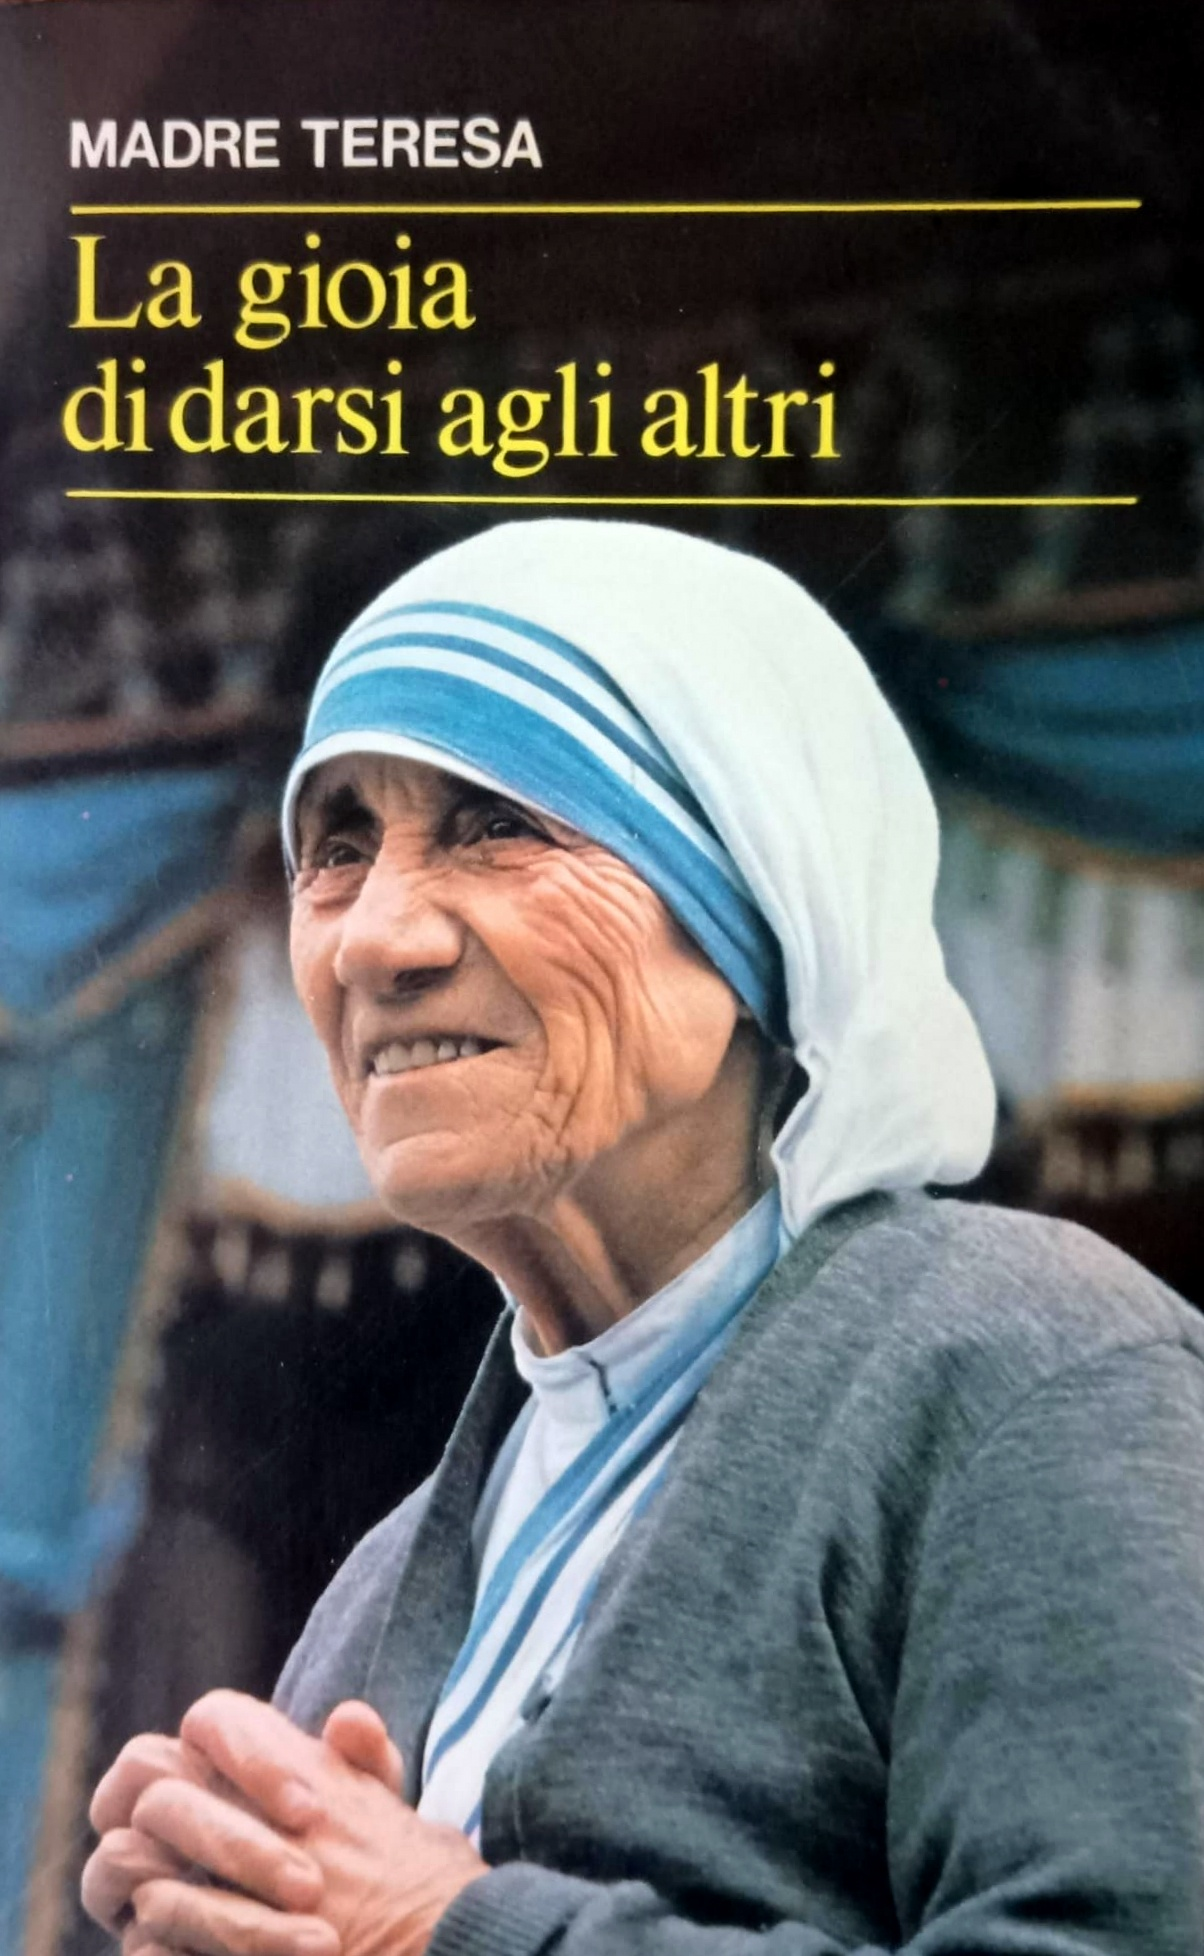 MADRE TERESA
La gioia
di darsi agli altri